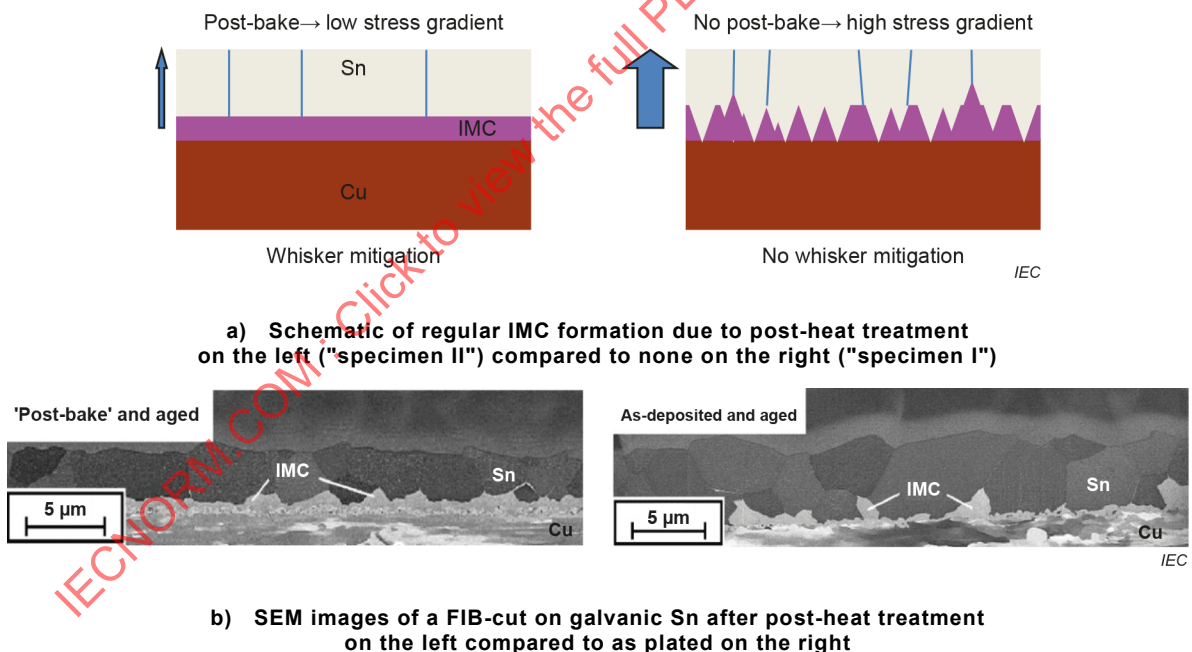 Post-bake→ low stress gradient
No post-bake→ high stress gradient
Sn
IMC
Cu
Whisker mitigation
No whisker mitigation
IEC
a) Schematic of regular IMC formation due to post-heat treatment
on the left ("specimen II") compared to none on the right ("specimen I")
'Post-bake' and aged
IMC
Sn
5 µm
Cu
As-deposited and aged
IMC
Sn
5 µm
Cu
IEC
b) SEM images of a FIB-cut on galvanic Sn after post-heat treatment
on the left compared to as plated on the right
IECNORM.COM : Click to view the full PD